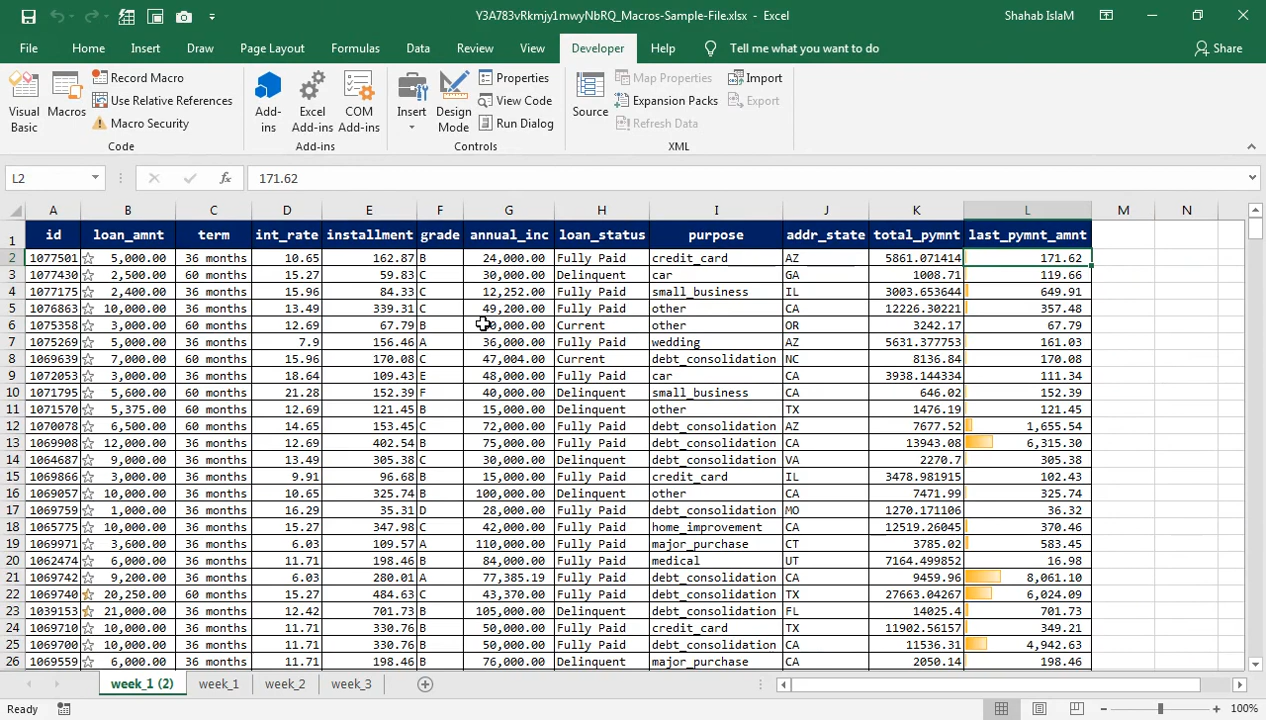 Y3A783vRkmjy1mwyNbRQ_Macros-Sample-File.xlsx - Excel
Shahab IslaM
File Home Insert Draw Page Layout Formulas Data Review View Developer Help Tell me what you want to do Share
Visual Basic
Macros
Record Macro
Use Relative References
Macro Security
Code
Add-ins
Excel Add-ins
COM Add-ins
Add-ins
Insert
Design Mode
Properties
View Code
Run Dialog
Controls
Source
Map Properties
Expansion Packs
Refresh Data
Import
Export
XML
L2 fx 171.62
A B C D E F G H I J K L M N
1 id loan_amnt term int_rate installment grade annual_inc loan_status purpose addr_state total_pymnt last_pymnt_amnt
2 1077501 5,000.00 36 months 10.65 162.87 B 24,000.00 Fully Paid credit_card AZ 5861.071414 171.62
3 1077430 2,500.00 60 months 15.27 59.83 C 30,000.00 Delinquent car GA 1008.71 119.66
4 1077175 2,400.00 36 months 15.96 84.33 C 12,252.00 Fully Paid small_business IL 3003.653644 649.91
5 1076863 10,000.00 36 months 13.49 339.31 C 49,200.00 Fully Paid other CA 12226.30221 357.48
6 1075358 3,000.00 60 months 12.69 67.79 B 0,000.00 Current other OR 3242.17 67.79
7 1075269 5,000.00 36 months 7.9 156.46 A 36,000.00 Fully Paid wedding AZ 5631.377753 161.03
8 1069639 7,000.00 60 months 15.96 170.08 C 47,004.00 Current debt_consolidation NC 8136.84 170.08
9 1072053 3,000.00 36 months 18.64 109.43 E 48,000.00 Fully Paid car CA 3938.144334 111.34
10 1071795 5,600.00 60 months 21.28 152.39 F 40,000.00 Delinquent small_business CA 646.02 152.39
11 1071570 5,375.00 60 months 12.69 121.45 B 15,000.00 Delinquent other TX 1476.19 121.45
12 1070078 6,500.00 60 months 14.65 153.45 C 72,000.00 Fully Paid debt_consolidation AZ 7677.52 1,655.54
13 1069908 12,000.00 36 months 12.69 402.54 B 75,000.00 Fully Paid debt_consolidation CA 13943.08 6,315.30
14 1064687 9,000.00 36 months 13.49 305.38 C 30,000.00 Delinquent debt_consolidation VA 2270.7 305.38
15 1069866 3,000.00 36 months 9.91 96.68 B 15,000.00 Fully Paid credit_card IL 3478.981915 102.43
16 1069057 10,000.00 36 months 10.65 325.74 B 100,000.00 Delinquent other CA 7471.99 325.74
17 1069759 1,000.00 36 months 16.29 35.31 D 28,000.00 Fully Paid debt_consolidation MO 1270.171106 36.32
18 1065775 10,000.00 36 months 15.27 347.98 C 42,000.00 Fully Paid home_improvement CA 12519.26045 370.46
19 1069971 3,600.00 36 months 6.03 109.57 A 110,000.00 Fully Paid major_purchase CT 3785.02 583.45
20 1062474 6,000.00 36 months 11.71 198.46 B 84,000.00 Fully Paid medical UT 7164.499852 16.98
21 1069742 9,200.00 36 months 6.03 280.01 A 77,385.19 Fully Paid debt_consolidation CA 9459.96 8,061.10
22 1069740 20,250.00 60 months 15.27 484.63 C 43,370.00 Fully Paid debt_consolidation CA 27663.04267 6,024.09
23 1039153 21,000.00 36 months 12.42 701.73 B 105,000.00 Delinquent debt_consolidation FL 14025.4 701.73
24 1069710 10,000.00 36 months 11.71 330.76 B 50,000.00 Fully Paid credit_card TX 11902.56157 349.21
25 1069700 10,000.00 36 months 11.71 330.76 B 50,000.00 Fully Paid debt_consolidation CA 11536.31 4,942.63
26 1069559 6,000.00 36 months 11.71 198.46 B 76,000.00 Delinquent major_purchase CA 2050.14 198.46
week_1 (2) week_1 week_2 week_3
Ready 100%